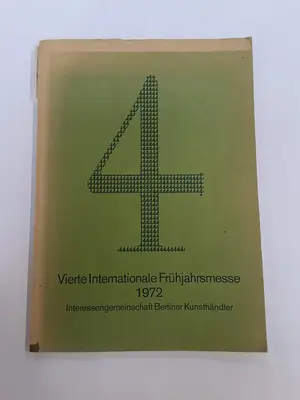 4
Vierte Internationale Frühjahrsmesse
1972
Interessengemeinschaft Berliner Kunsthändler